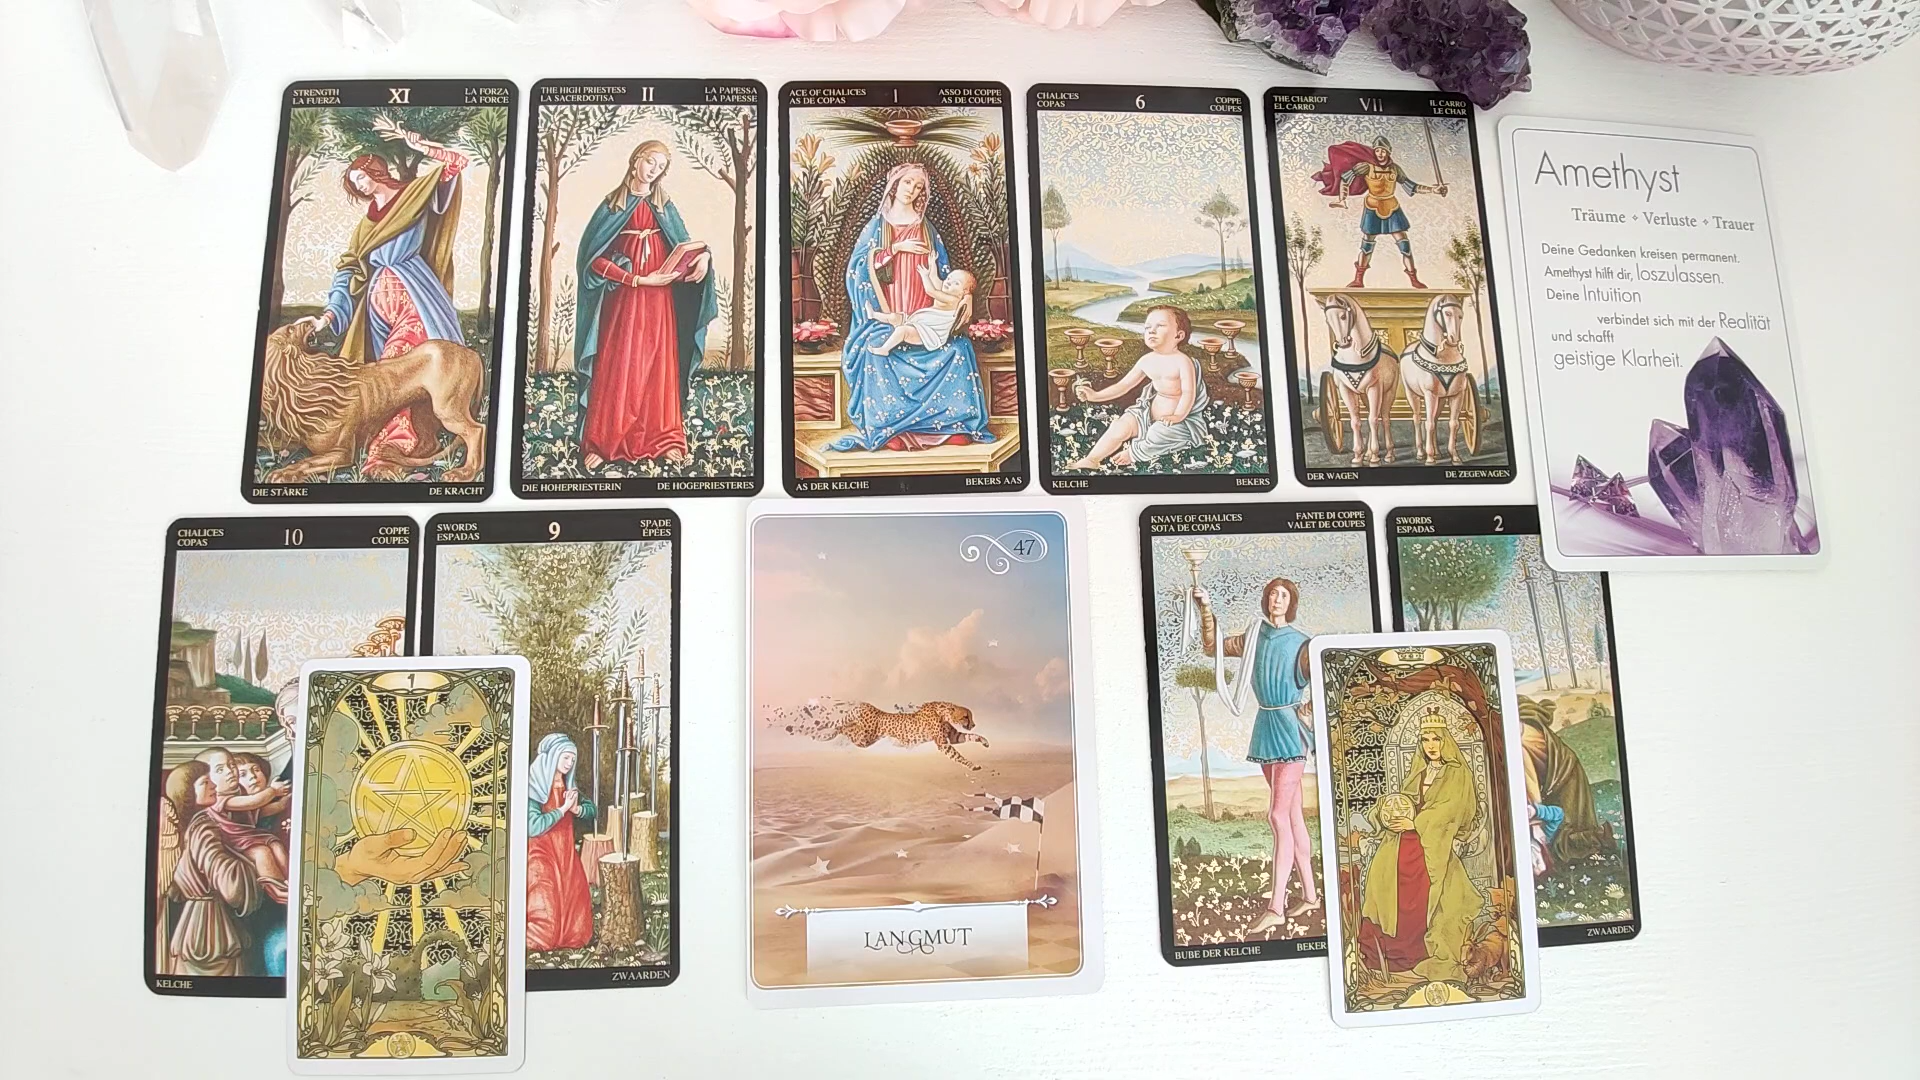 STRENGTH
LA FUERZA
XI
LA FORZA
LA FORCE
DIE STÄRKE
DE KRACHT
THE HIGH PRIESTESS
LA SACERDOTISA
II
LA PAPESSA
LA PAPESSE
DIE HOHEPRIESTERIN
DE HOGEPRIESTERES
ACE OF CHALICES
AS DE COPAS
1
ASSO DI COPPE
AS DE COUPES
AS DER KELCHE
BEKERS AAS
CHALICES
COPAS
6
COPPE
COUPES
KELCHE
BEKERS
THE CHARIOT
EL CARRO
VII
IL CARRO
LE CHAR
DER WAGEN
DE ZEGEWAGEN
Amethyst
Träume ⋄ Verluste ⋄ Trauer
Deine Gedanken kreisen permanent.
Amethyst hilft dir, loszulassen.
Deine Intuition
verbindet sich mit der Realität
und schafft
geistige Klarheit.
CHALICES
COPAS
10
COPPE
COUPES
KELCHE
SWORDS
ESPADAS
9
SPADE
ÉPÉES
ZWAARDEN
1
47
LANGMUT
KNAVE OF CHALICES
SOTA DE COPAS
FANTE DI COPPE
VALET DE COUPES
BUBE DER KELCHE
BEKER
SWORDS
ESPADAS
2
ZWAARDEN